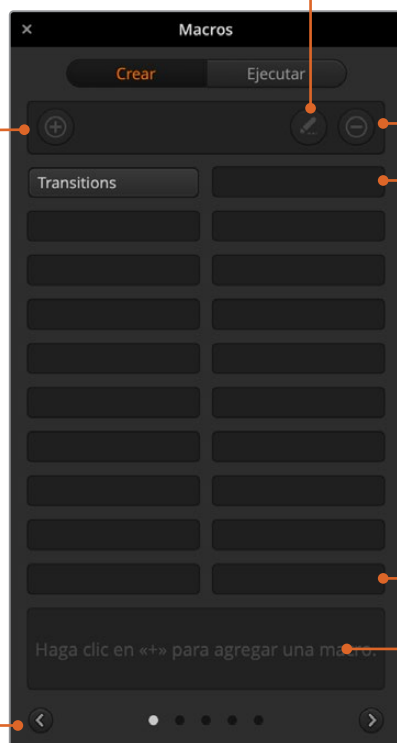 Macros
Crear Ejecutar
Transitions
Haga clic en «+» para agregar una macro.